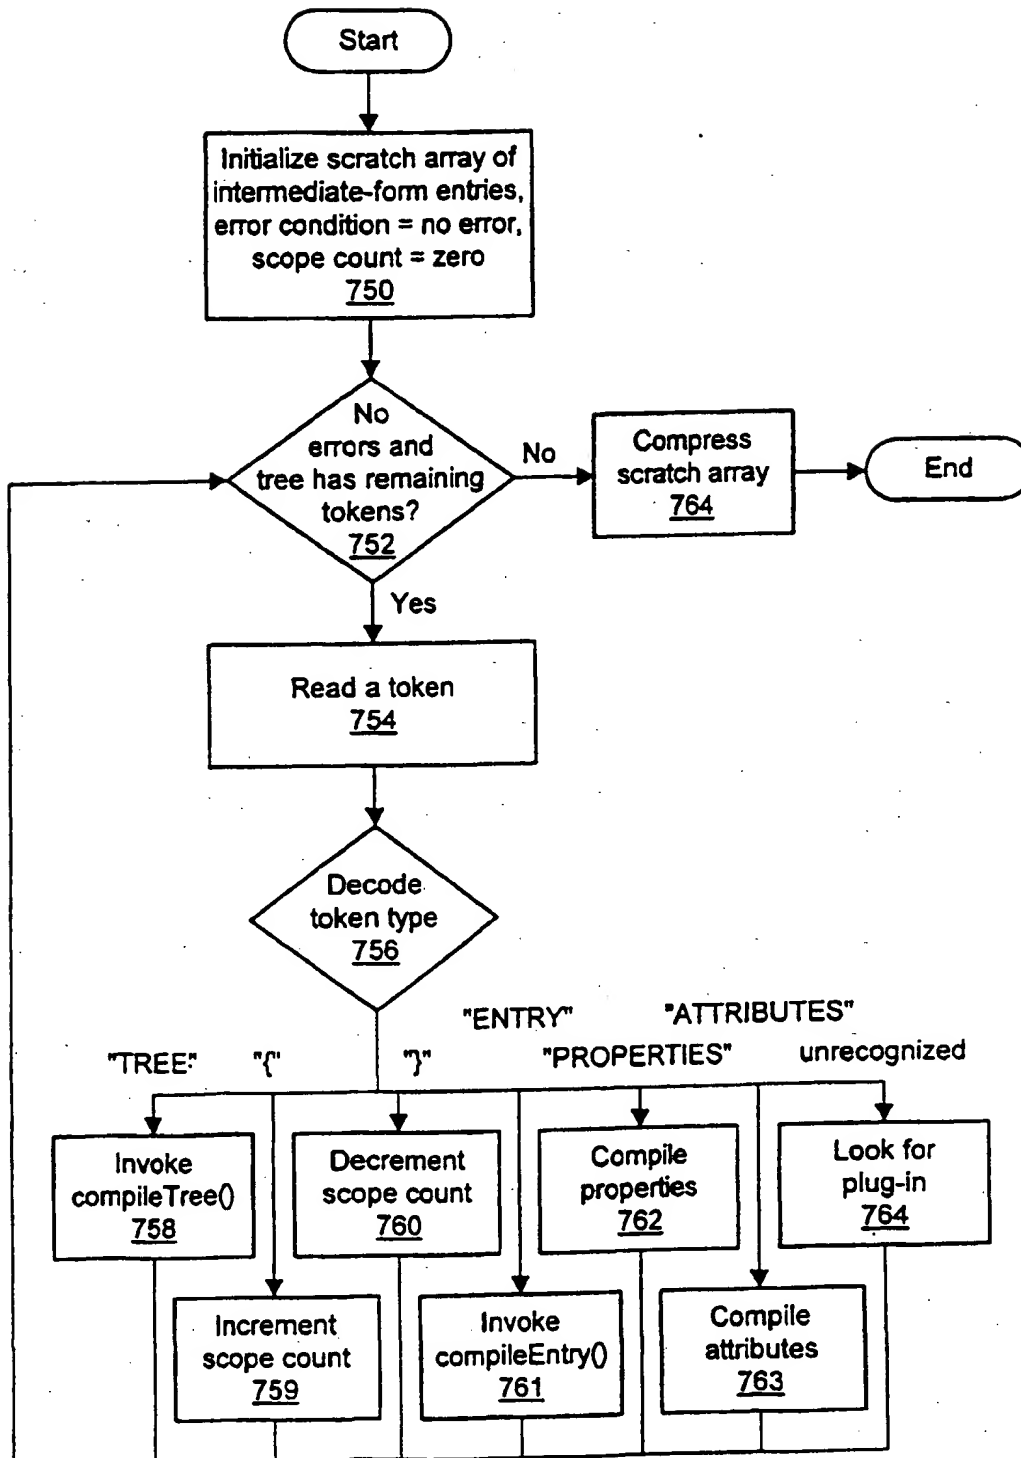 Start
Initialize scratch array of
intermediate-form entries,
error condition = no error,
scope count = zero
750
No
errors and
tree has remaining
tokens?
752
No
Compress
scratch array
764
End
Yes
Read a token
754
Decode
token type
756
"TREE"
"{"
"}"
"ENTRY"
"PROPERTIES"
"ATTRIBUTES"
unrecognized
Invoke
compileTree()
758
Decrement
scope count
760
Compile
properties
762
Look for
plug-in
764
Increment
scope count
759
Invoke
compileEntry()
761
Compile
attributes
763